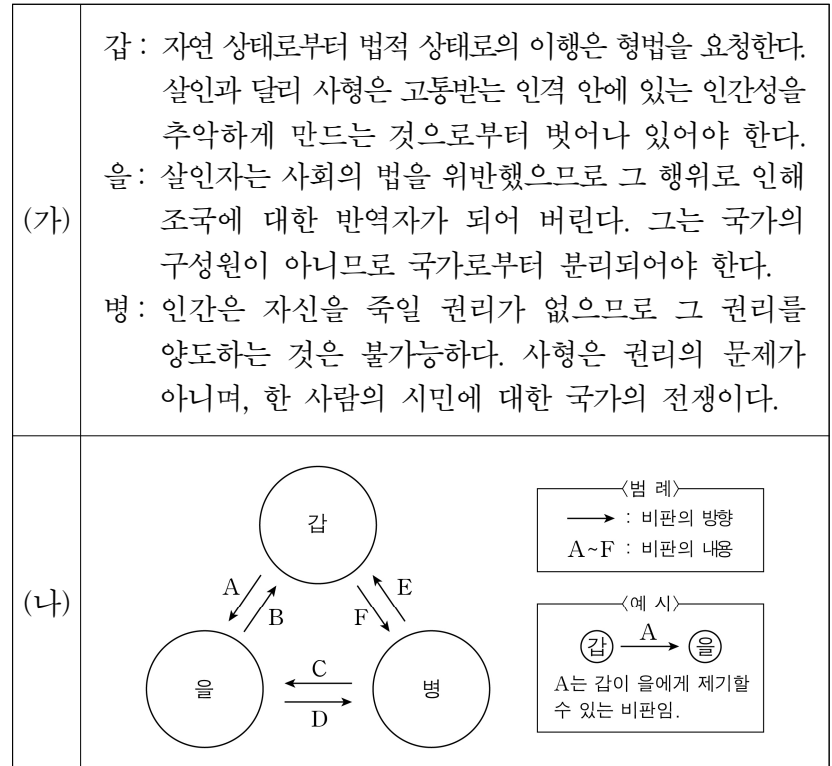 (가)
갑 : 자연 상태로부터 법적 상태로의 이행은 형법을 요청한다.
살인과 달리 사형은 고통받는 인격 안에 있는 인간성을
추악하게 만드는 것으로부터 벗어나 있어야 한다.
을 : 살인자는 사회의 법을 위반했으므로 그 행위로 인해
조국에 대한 반역자가 되어 버린다. 그는 국가의
구성원이 아니므로 국가로부터 분리되어야 한다.
병 : 인간은 자신을 죽일 권리가 없으므로 그 권리를
양도하는 것은 불가능하다. 사형은 권리의 문제가
아니며, 한 사람의 시민에 대한 국가의 전쟁이다.
(나)
갑
A
B
F
E
을
C
D
병
<범 례>
→ : 비판의 방향
A~F : 비판의 내용
<예 시>
갑 A → 을
A는 갑이 을에게 제기할
수 있는 비판임.